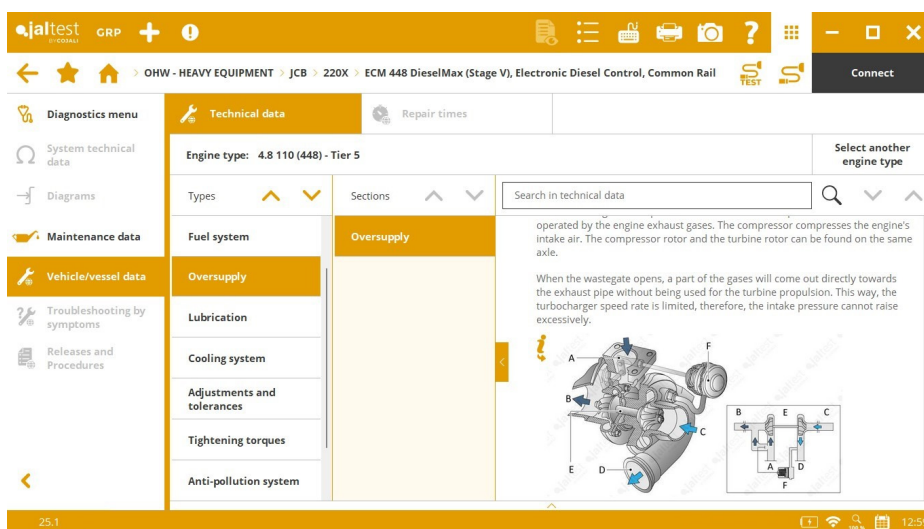 jaltest GRP
BY COJALI
> OHW - HEAVY EQUIPMENT > JCB > 220X > ECM 448 DieselMax (Stage V), Electronic Diesel Control, Common Rail
TEST
Connect
Diagnostics menu
System technical
data
Diagrams
Maintenance data
Vehicle/vessel data
Troubleshooting by
symptoms
Releases and
Procedures
Technical data
Repair times
Engine type: 4.8 110 (448) - Tier 5
Select another
engine type
Types
Sections
Search in technical data
Fuel system
Oversupply
Lubrication
Cooling system
Adjustments and
tolerances
Tightening torques
Anti-pollution system
Oversupply
operated by the engine exhaust gases. The compressor compresses the engine's
intake air. The compressor rotor and the turbine rotor can be found on the same
axle.
When the wastegate opens, a part of the gases will come out directly towards
the exhaust pipe without being used for the turbine propulsion. This way, the
turbocharger speed rate is limited, therefore, the intake pressure cannot raise
excessively.
A
F
B
C
E
D
B E C
A D
F
25.1
100 %